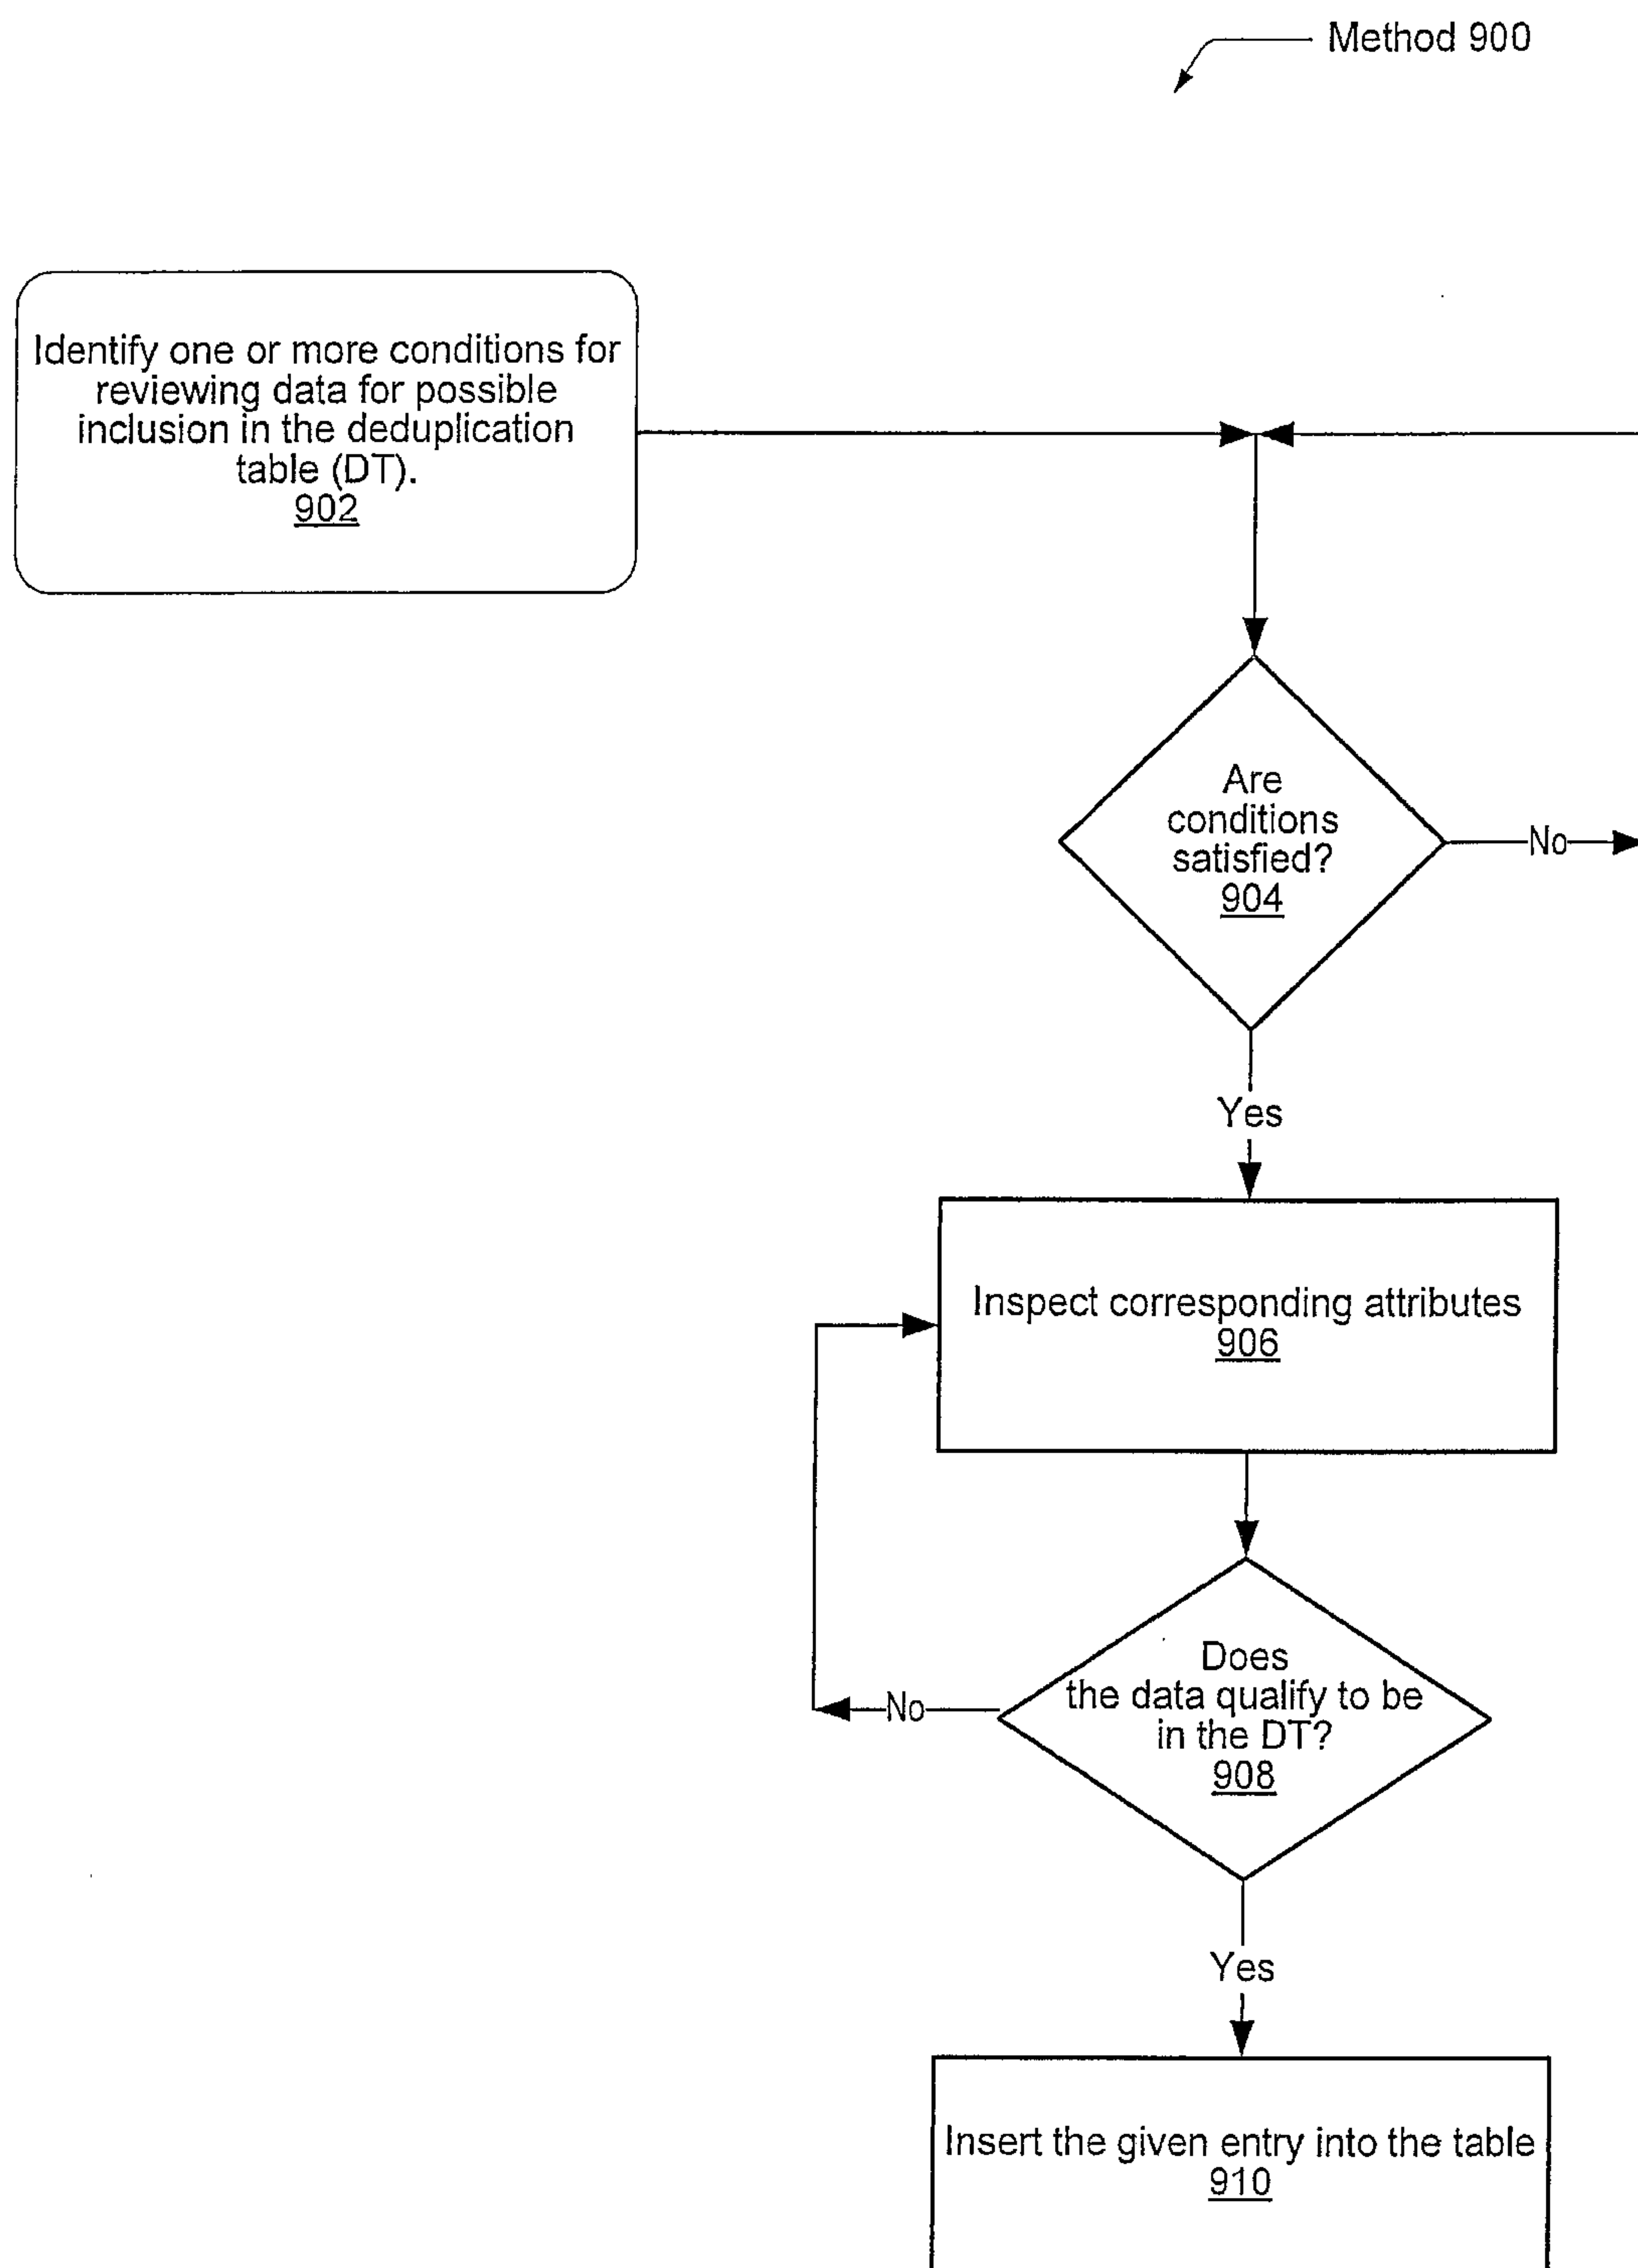 Method 900
Identify one or more conditions for
reviewing data for possible
inclusion in the deduplication
table (DT).
902
Are
conditions
satisfied?
904
No
Yes
Inspect corresponding attributes
906
Does
the data qualify to be
in the DT?
908
No
Yes
Insert the given entry into the table
910